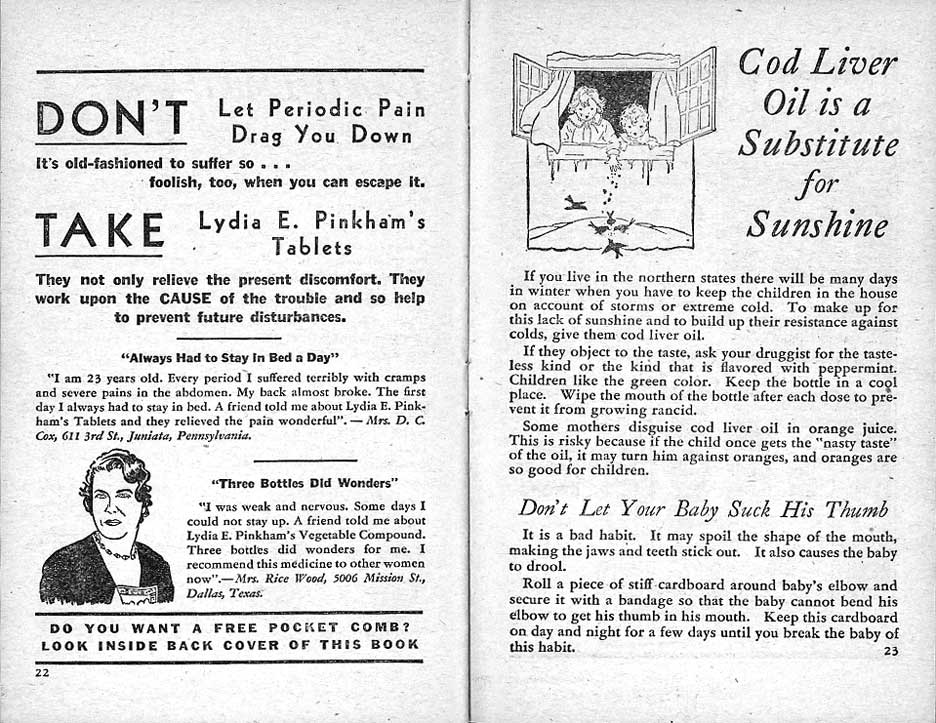 DON'T Let Periodic Pain
Drag You Down
It's old-fashioned to suffer so . . .
foolish, too, when you can escape it.
TAKE Lydia E. Pinkham's
Tablets
They not only relieve the present discomfort. They
work upon the CAUSE of the trouble and so help
to prevent future disturbances.
"Always Had to Stay In Bed a Day"
"I am 23 years old. Every period I suffered terribly with cramps
and severe pains in the abdomen. My back almost broke. The first
day I always had to stay in bed. A friend told me about Lydia E. Pink-
ham's Tablets and they relieved the pain wonderful". — Mrs. D. C.
Cox, 611 3rd St., Juniata, Pennsylvania.
"Three Bottles Did Wonders"
"I was weak and nervous. Some days I
could not stay up. A friend told me about
Lydia E. Pinkham's Vegetable Compound.
Three bottles did wonders for me. I
recommend this medicine to other women
now".—Mrs. Rice Wood, 5006 Mission St.,
Dallas, Texas.
DO YOU WANT A FREE POCKET COMB?
LOOK INSIDE BACK COVER OF THIS BOOK
22
Cod Liver
Oil is a
Substitute
for
Sunshine
If you live in the northern states there will be many days
in winter when you have to keep the children in the house
on account of storms or extreme cold. To make up for
this lack of sunshine and to build up their resistance against
colds, give them cod liver oil.
If they object to the taste, ask your druggist for the taste-
less kind or the kind that is flavored with peppermint.
Children like the green color. Keep the bottle in a cool
place. Wipe the mouth of the bottle after each dose to pre-
vent it from growing rancid.
Some mothers disguise cod liver oil in orange juice.
This is risky because if the child once gets the "nasty taste"
of the oil, it may turn him against oranges, and oranges are
so good for children.
Don't Let Your Baby Suck His Thumb
It is a bad habit. It may spoil the shape of the mouth,
making the jaws and teeth stick out. It also causes the baby
to drool.
Roll a piece of stiff cardboard around baby's elbow and
secure it with a bandage so that the baby cannot bend his
elbow to get his thumb in his mouth. Keep this cardboard
on day and night for a few days until you break the baby of
this habit.
23